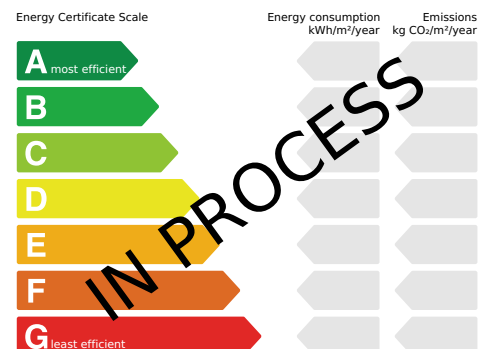 Energy Certificate Scale
Energy consumption
kWh/m²/year
Emissions
kg CO₂/m²/year
A most efficient
B
C
D
E
F
G least efficient
IN PROCESS